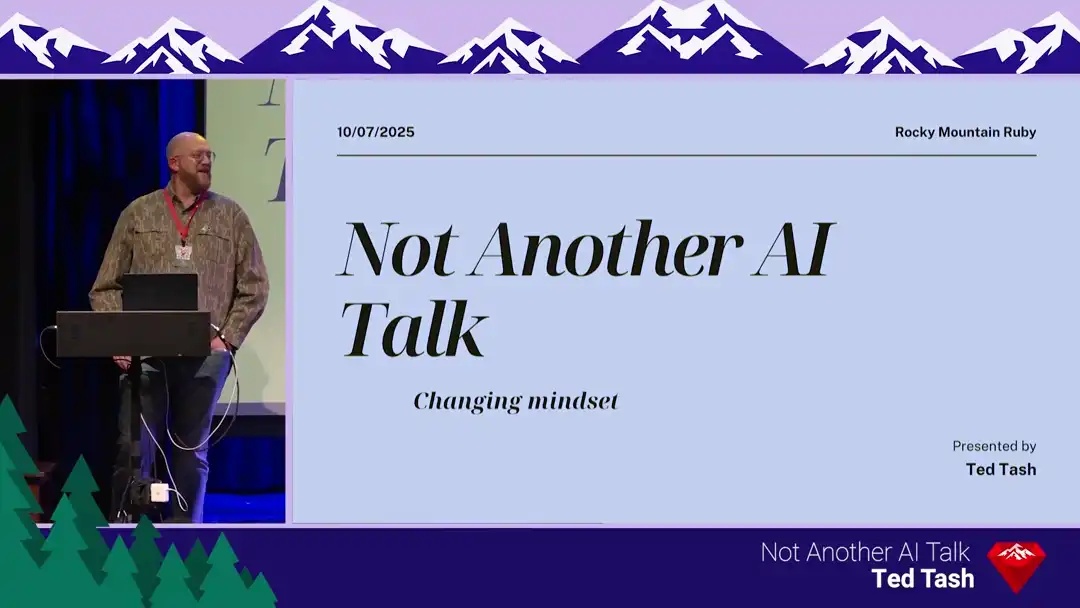 10/07/2025
Rocky Mountain Ruby
Not Another AI
Talk
Changing mindset
Presented by
Ted Tash
Not Another AI Talk
Ted Tash